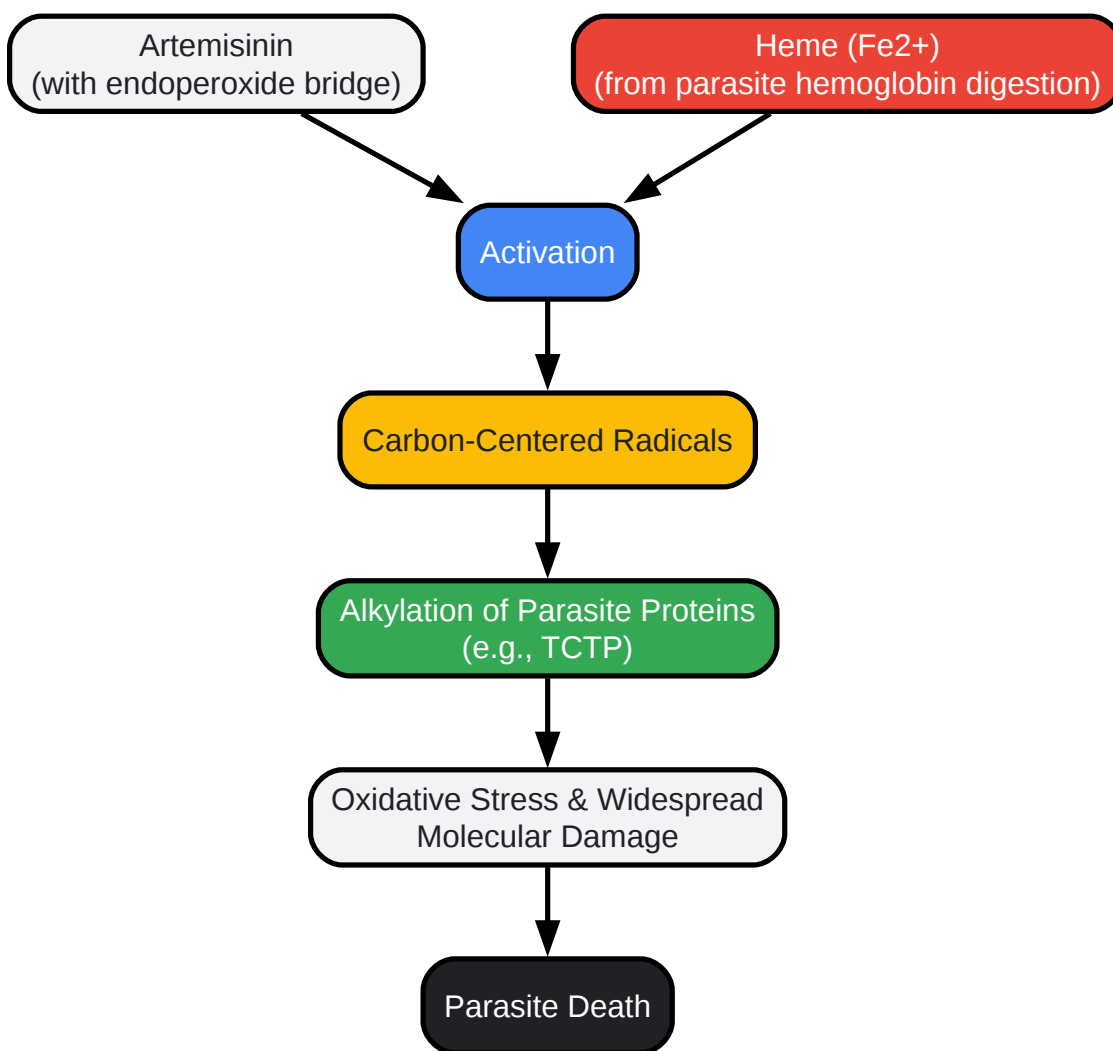 Artemisinin
(with endoperoxide bridge)
Heme (Fe2+)
(from parasite hemoglobin digestion)
Activation
Carbon-Centered Radicals
Alkylation of Parasite Proteins
(e.g., TCTP)
Oxidative Stress & Widespread
Molecular Damage
Parasite Death